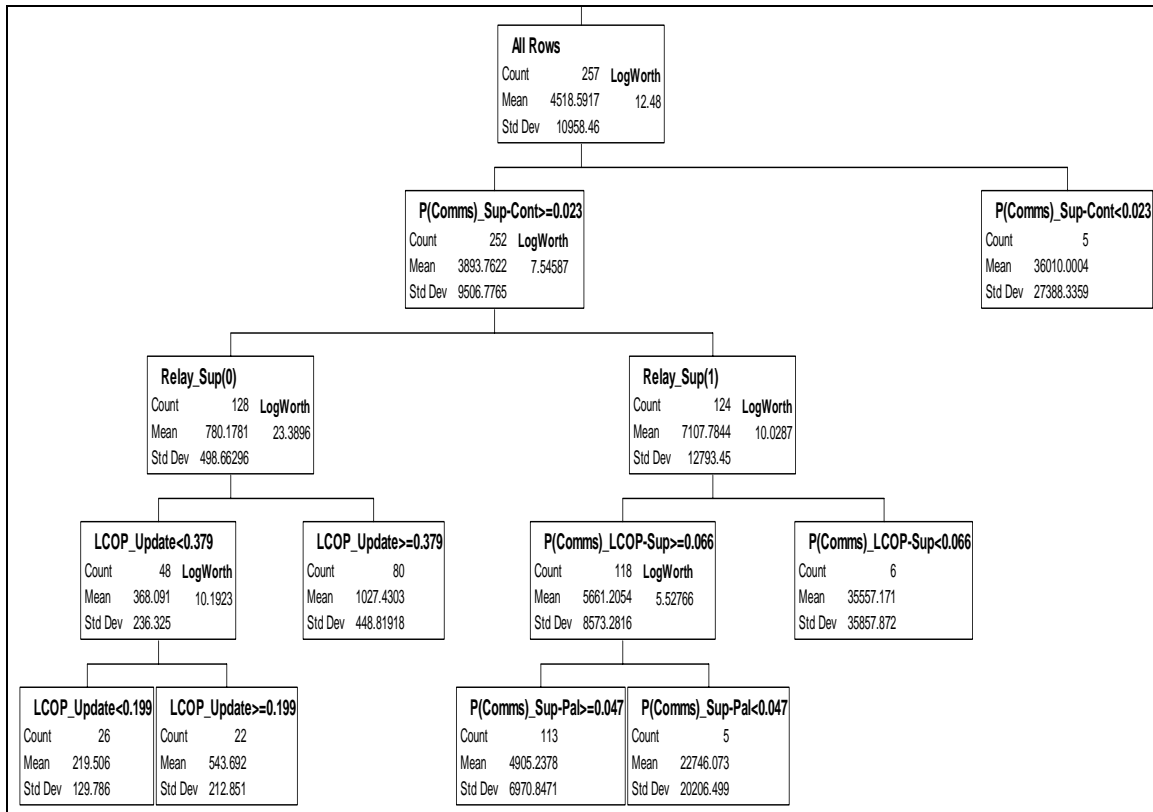 All Rows
Count 257 LogWorth
Mean 4518.5917 12.48
Std Dev 10958.46
P(Comms)_Sup-Cont>=0.023
Count 252 LogWorth
Mean 3893.7622 7.54587
Std Dev 9506.7765
P(Comms)_Sup-Cont<0.023
Count 5
Mean 36010.0004
Std Dev 27388.3359
Relay_Sup(0)
Count 128 LogWorth
Mean 780.1781 23.3896
Std Dev 498.66296
Relay_Sup(1)
Count 124 LogWorth
Mean 7107.7844 10.0287
Std Dev 12793.45
LCOP_Update<0.379
Count 48 LogWorth
Mean 368.091 10.1923
Std Dev 236.325
LCOP_Update>=0.379
Count 80
Mean 1027.4303
Std Dev 448.81918
P(Comms)_LCOP-Sup>=0.066
Count 118 LogWorth
Mean 5661.2054 5.52766
Std Dev 8573.2816
P(Comms)_LCOP-Sup<0.066
Count 6
Mean 35557.171
Std Dev 35857.872
LCOP_Update<0.199
Count 26
Mean 219.506
Std Dev 129.786
LCOP_Update>=0.199
Count 22
Mean 543.692
Std Dev 212.851
P(Comms)_Sup-Pal>=0.047
Count 113
Mean 4905.2378
Std Dev 6970.8471
P(Comms)_Sup-Pal<0.047
Count 5
Mean 22746.073
Std Dev 20206.499